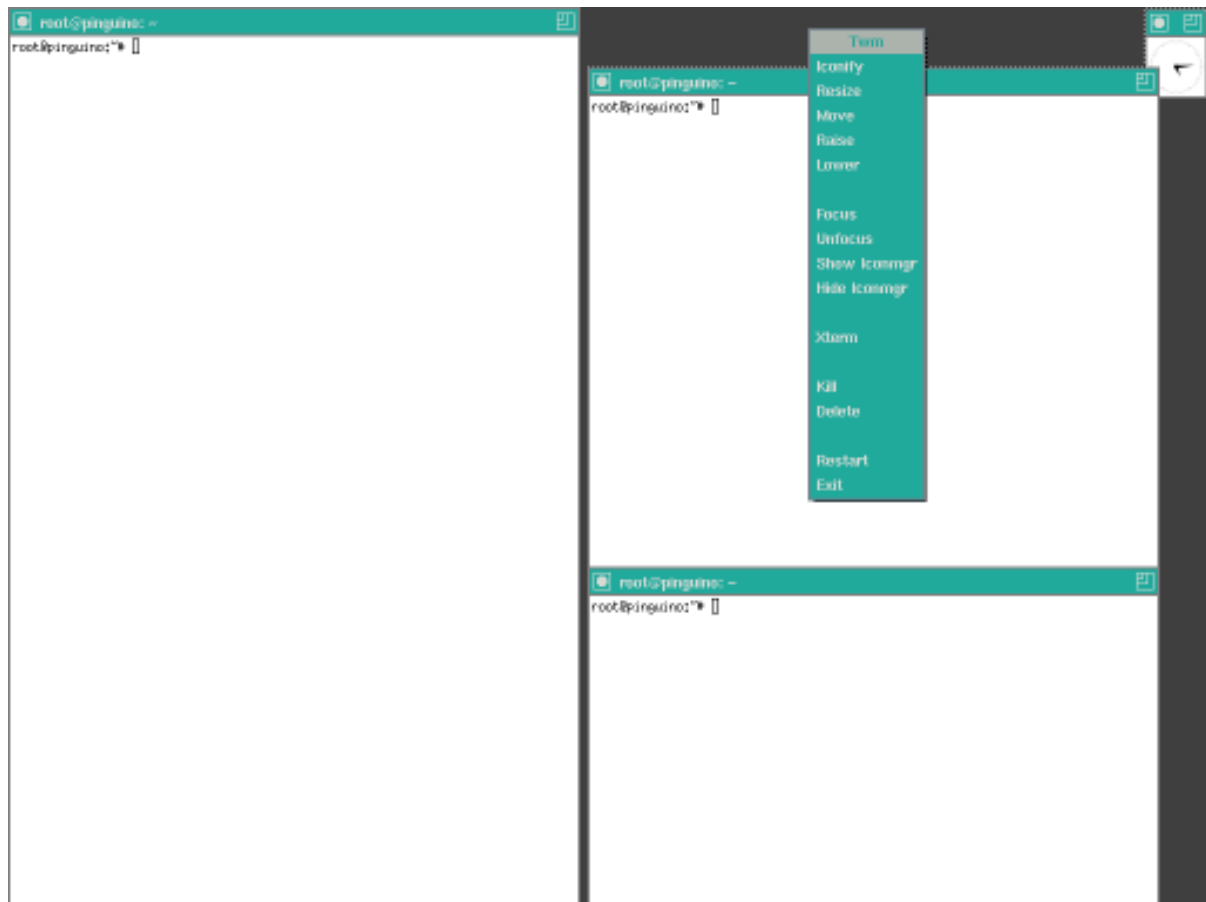 root@pinguino: ~
root@pinguino:~# []
Twm
Iconify
Resize
Move
Raise
Lower
Focus
Unfocus
Show Iconmgr
Hide Iconmgr
Xterm
Kill
Delete
Restart
Exit
root@pinguino: ~
root@pinguino:~# []
root@pinguino: ~
root@pinguino:~# []